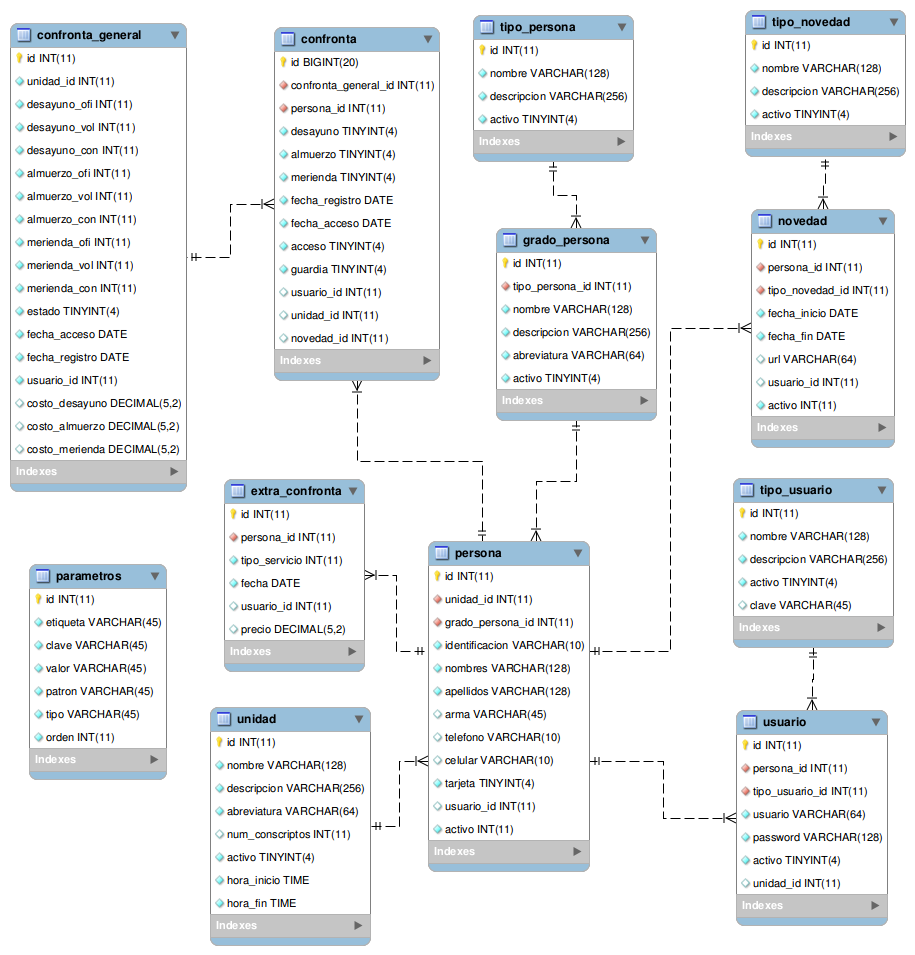 confronta_general
id INT(11)
unidad_id INT(11)
desayuno_ofi INT(11)
desayuno_vol INT(11)
desayuno_con INT(11)
almuerzo_ofi INT(11)
almuerzo_vol INT(11)
almuerzo_con INT(11)
merienda_ofi INT(11)
merienda_vol INT(11)
merienda_con INT(11)
estado TINYINT(4)
fecha_acceso DATE
fecha_registro DATE
usuario_id INT(11)
costo_desayuno DECIMAL(5,2)
costo_almuerzo DECIMAL(5,2)
costo_merienda DECIMAL(5,2)
Indexes
confronta
id BIGINT(20)
confronta_general_id INT(11)
persona_id INT(11)
desayuno TINYINT(4)
almuerzo TINYINT(4)
merienda TINYINT(4)
fecha_registro DATE
fecha_acceso DATE
acceso TINYINT(4)
guardia TINYINT(4)
usuario_id INT(11)
unidad_id INT(11)
novedad_id INT(11)
Indexes
tipo_persona
id INT(11)
nombre VARCHAR(128)
descripcion VARCHAR(256)
activo TINYINT(4)
Indexes
tipo_novedad
id INT(11)
nombre VARCHAR(128)
descripcion VARCHAR(256)
activo TINYINT(4)
Indexes
grado_persona
id INT(11)
tipo_persona_id INT(11)
nombre VARCHAR(128)
descripcion VARCHAR(256)
abreviatura VARCHAR(64)
activo TINYINT(4)
Indexes
novedad
id INT(11)
persona_id INT(11)
tipo_novedad_id INT(11)
fecha_inicio DATE
fecha_fin DATE
url VARCHAR(64)
usuario_id INT(11)
activo INT(11)
Indexes
extra_confronta
id INT(11)
persona_id INT(11)
tipo_servicio INT(11)
fecha DATE
usuario_id INT(11)
precio DECIMAL(5,2)
Indexes
tipo_usuario
id INT(11)
nombre VARCHAR(128)
descripcion VARCHAR(256)
activo TINYINT(4)
clave VARCHAR(45)
Indexes
parametros
id INT(11)
etiqueta VARCHAR(45)
clave VARCHAR(45)
valor VARCHAR(45)
patron VARCHAR(45)
tipo VARCHAR(45)
orden INT(11)
Indexes
persona
id INT(11)
unidad_id INT(11)
grado_persona_id INT(11)
identificacion VARCHAR(10)
nombres VARCHAR(128)
apellidos VARCHAR(128)
arma VARCHAR(45)
telefono VARCHAR(10)
celular VARCHAR(10)
tarjeta TINYINT(4)
usuario_id INT(11)
activo INT(11)
Indexes
unidad
id INT(11)
nombre VARCHAR(128)
descripcion VARCHAR(256)
abreviatura VARCHAR(64)
num_conscriptos INT(11)
activo TINYINT(4)
hora_inicio TIME
hora_fin TIME
Indexes
usuario
id INT(11)
persona_id INT(11)
tipo_usuario_id INT(11)
usuario VARCHAR(64)
password VARCHAR(128)
activo TINYINT(4)
unidad_id INT(11)
Indexes